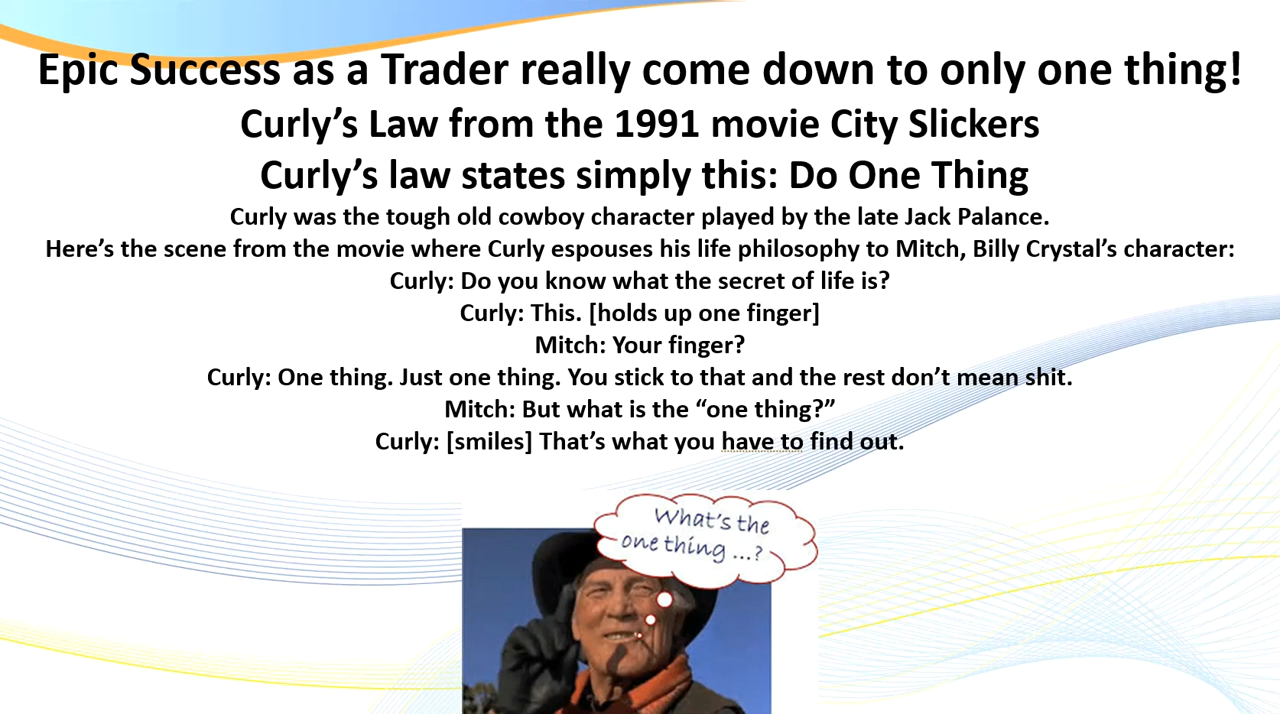 Epic Success as a Trader really come down to only one thing!
Curly’s Law from the 1991 movie City Slickers
Curly’s law states simply this: Do One Thing
Curly was the tough old cowboy character played by the late Jack Palance.
Here’s the scene from the movie where Curly espouses his life philosophy to Mitch, Billy Crystal’s character:
Curly: Do you know what the secret of life is?
Curly: This. [holds up one finger]
Mitch: Your finger?
Curly: One thing. Just one thing. You stick to that and the rest don’t mean shit.
Mitch: But what is the “one thing?”
Curly: [smiles] That’s what you have to find out.
What’s the
one thing ...?